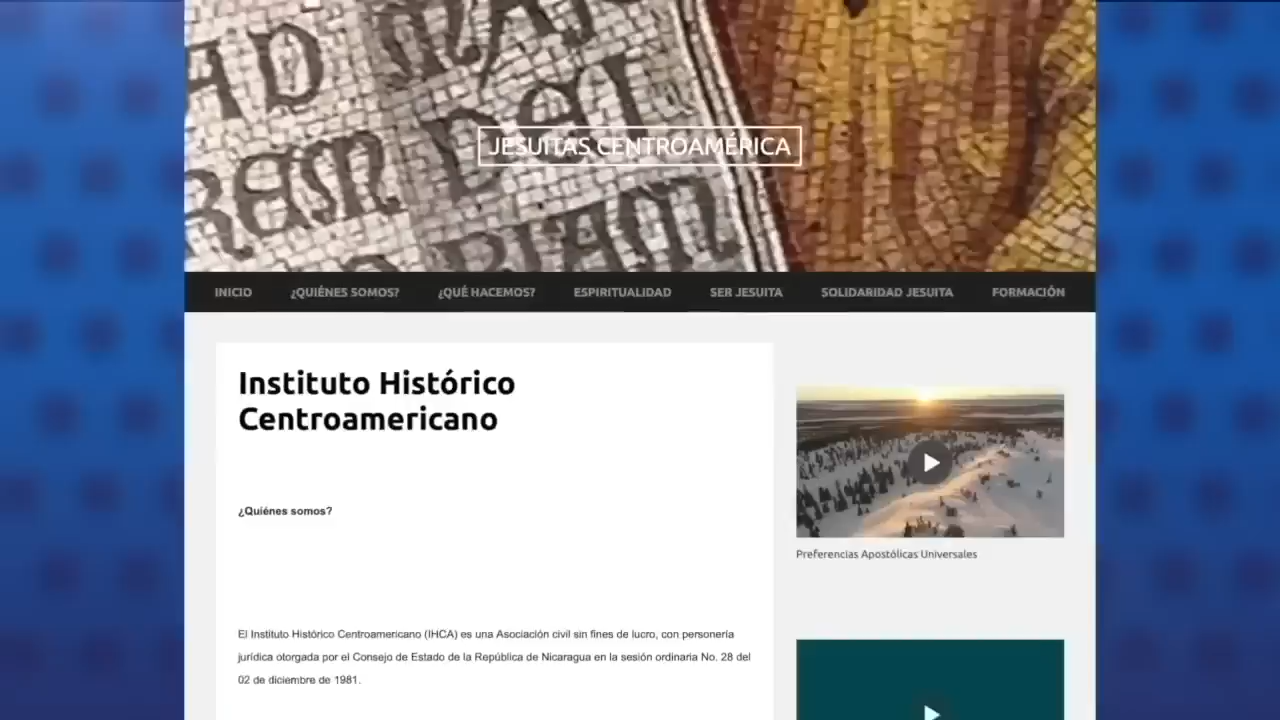 JESUITAS CENTROAMÉRICA
INICIO
¿QUIÉNES SOMOS?
¿QUÉ HACEMOS?
ESPIRITUALIDAD
SER JESUITA
SOLIDARIDAD JESUITA
FORMACIÓN
Instituto Histórico
Centroamericano
¿Quiénes somos?
El Instituto Histórico Centroamericano (IHCA) es una Asociación civil sin fines de lucro, con personería
jurídica otorgada por el Consejo de Estado de la República de Nicaragua en la sesión ordinaria No. 28 del
02 de diciembre de 1981.
Preferencias Apostólicas Universales